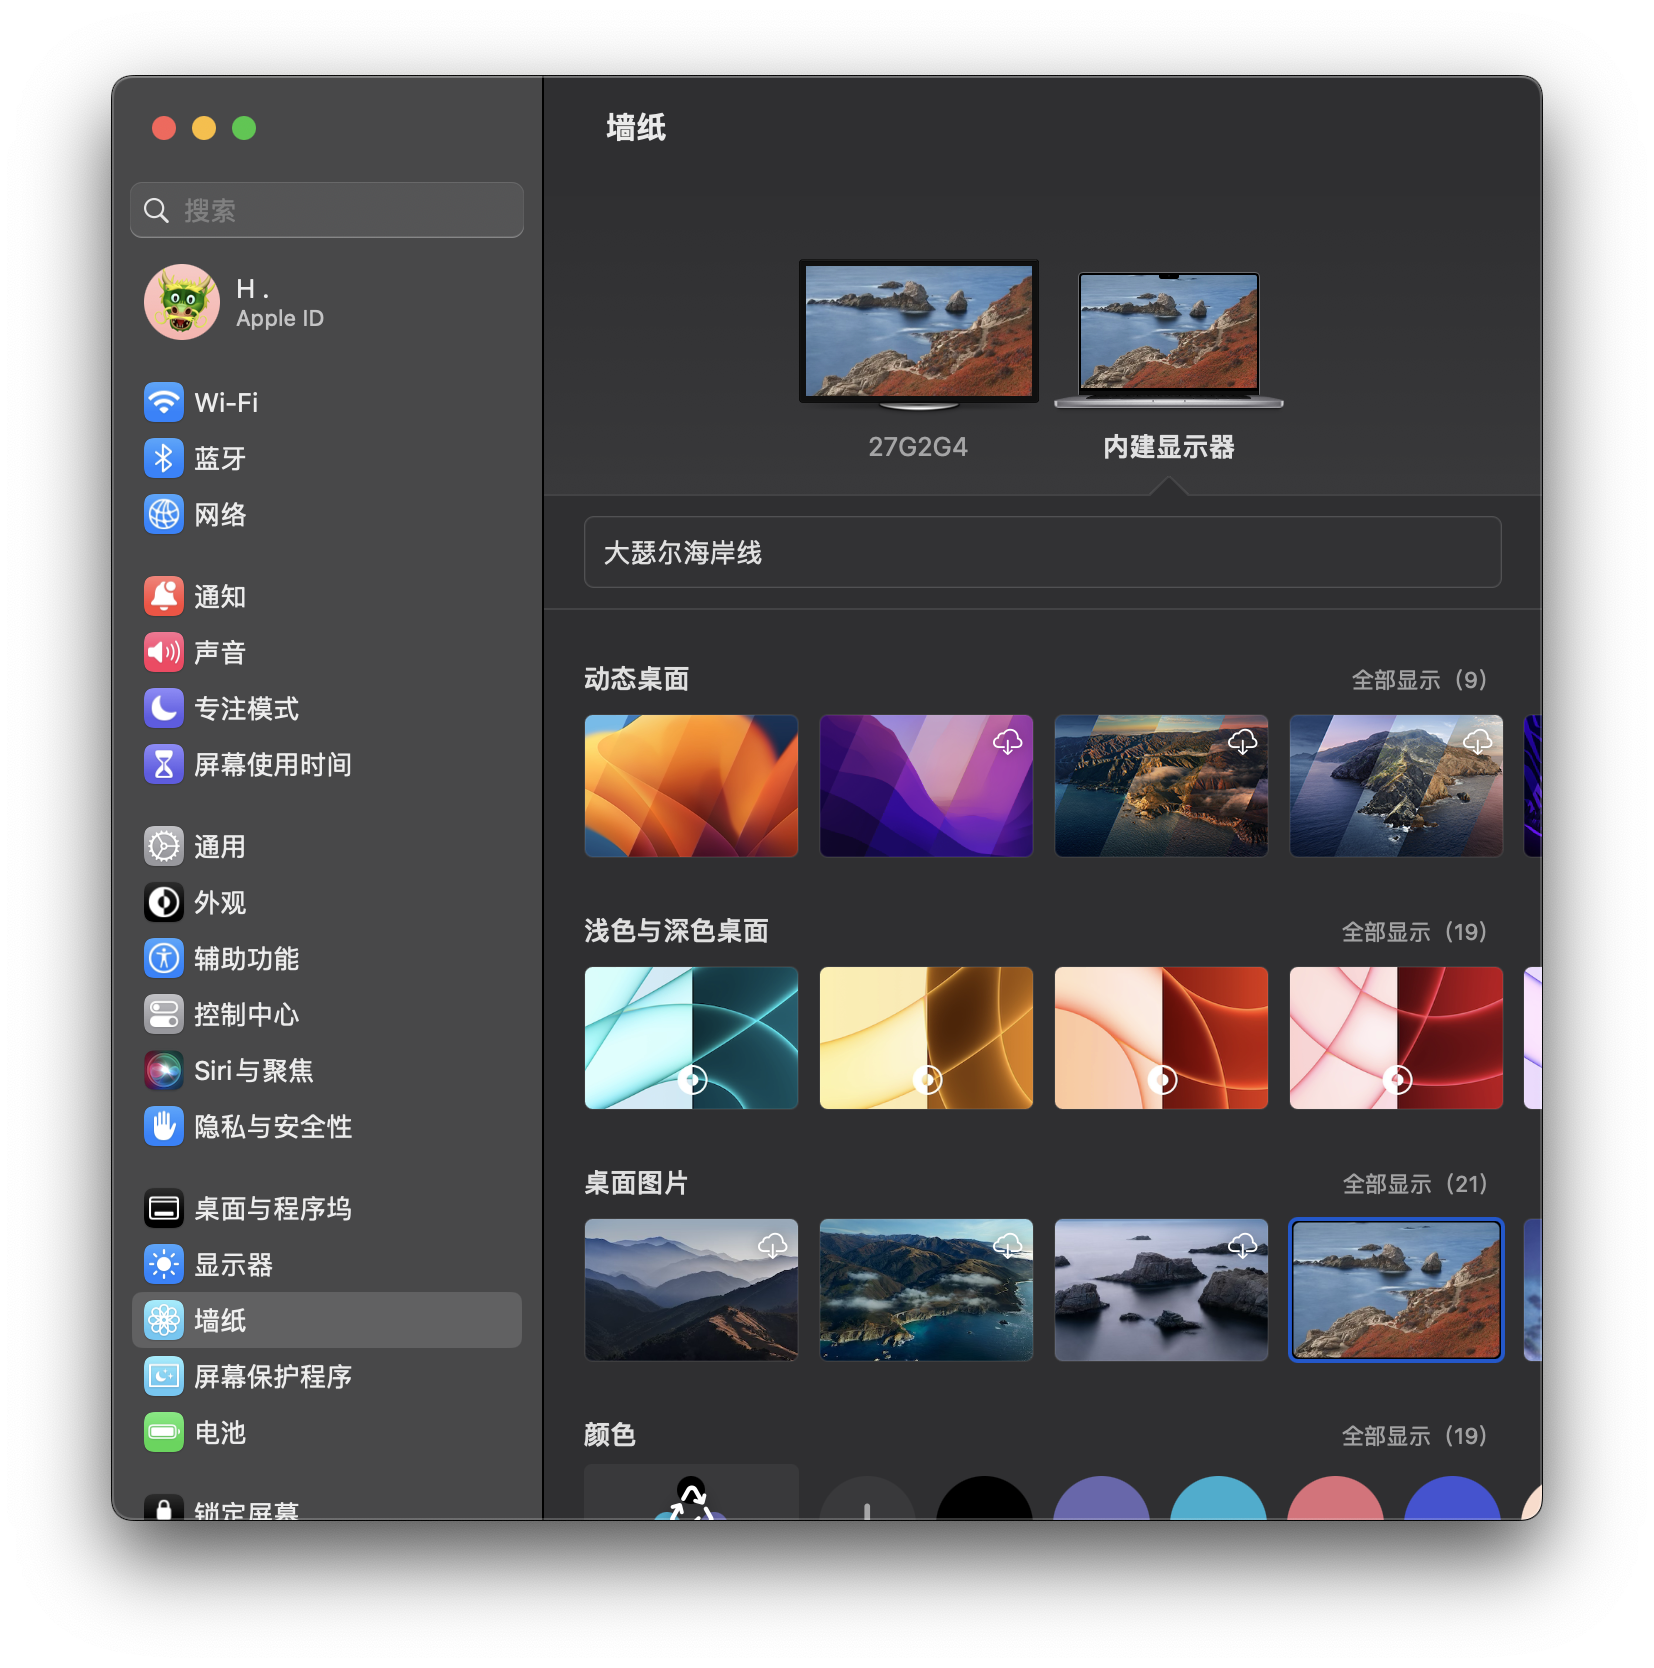 墙纸
搜索
H .
Apple ID
Wi-Fi
蓝牙
网络
通知
声音
专注模式
屏幕使用时间
通用
外观
辅助功能
控制中心
Siri与聚焦
隐私与安全性
桌面与程序坞
显示器
墙纸
屏幕保护程序
电池
锁定屏幕
27G2G4
内建显示器
大瑟尔海岸线
动态桌面
全部显示（9）
浅色与深色桌面
全部显示（19）
桌面图片
全部显示（21）
颜色
全部显示（19）